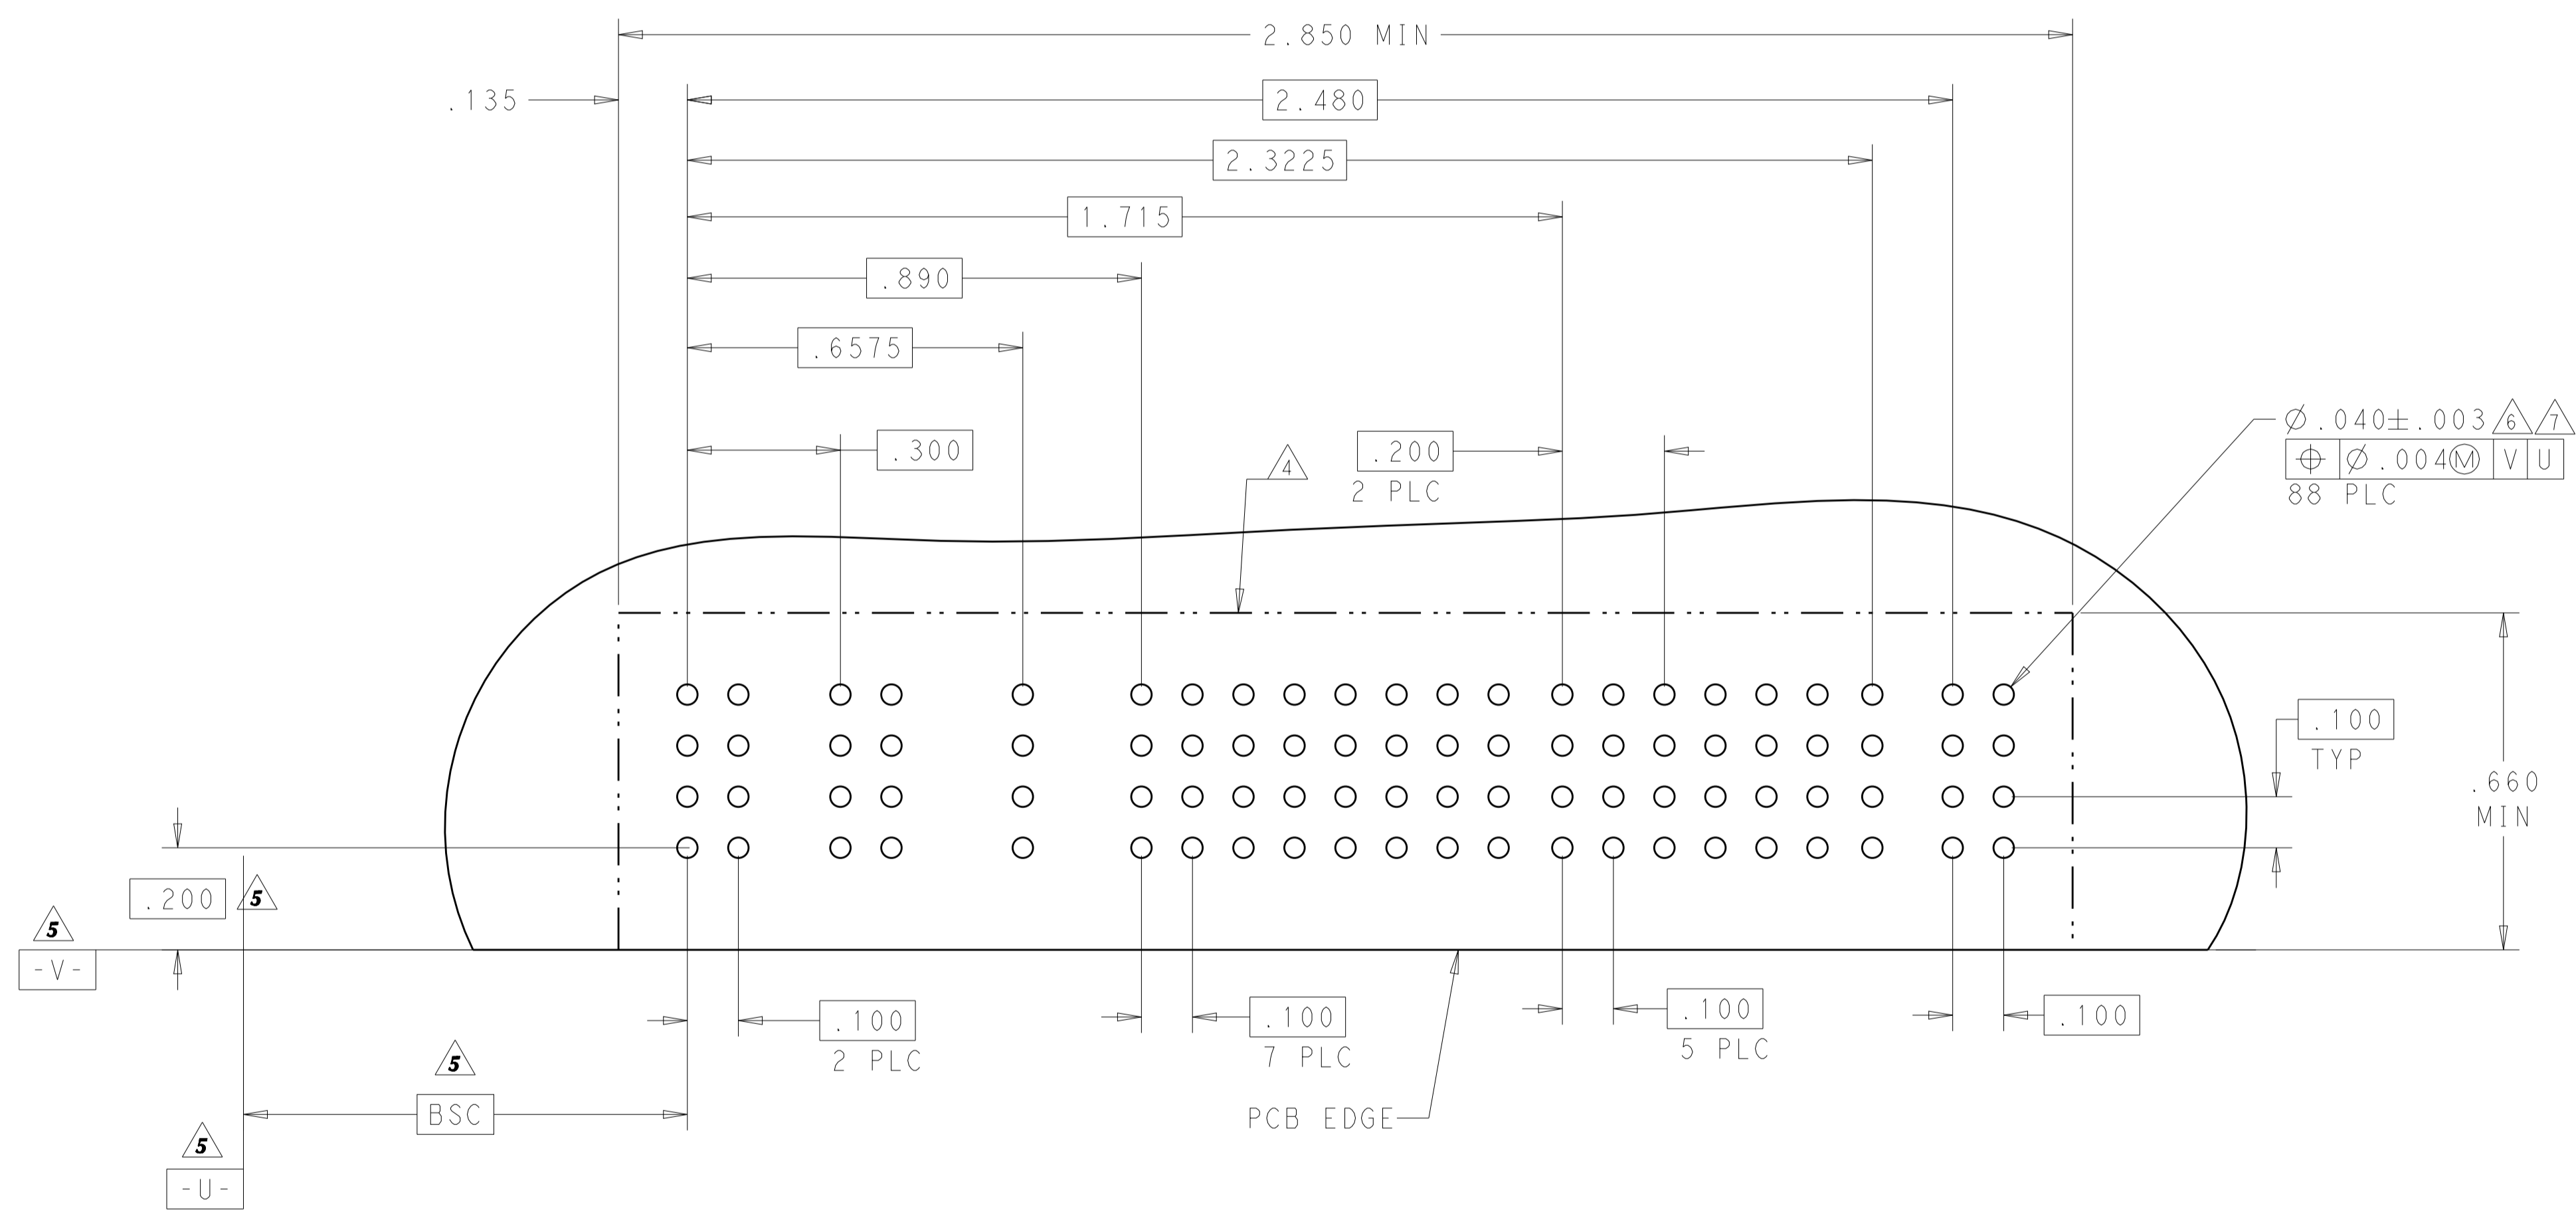 2.850 MIN
.135
2.480
2.3225
1.715
.890
.6575
.300
.200
2 PLC
4
⌀.040±.003 6 7
⌖ ⌀.004Ⓜ V U
88 PLC
.100
TYP
.660
MIN
.200 5
5
-V-
.100
2 PLC
.100
7 PLC
.100
5 PLC
.100
5
BSC
PCB EDGE
5
-U-